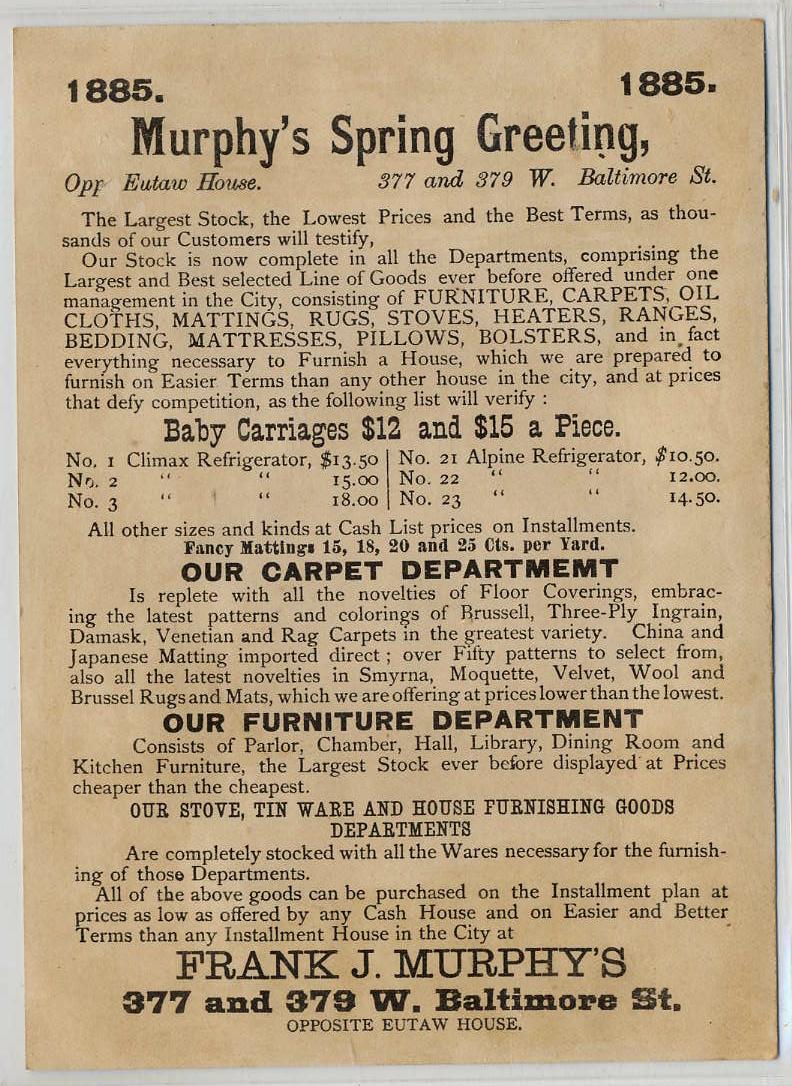 1885. 1885.
Murphy's Spring Greeting,
Opp Eutaw House. 377 and 379 W. Baltimore St.
The Largest Stock, the Lowest Prices and the Best Terms, as thou-
sands of our Customers will testify,
Our Stock is now complete in all the Departments, comprising the
Largest and Best selected Line of Goods ever before offered under one
management in the City, consisting of FURNITURE, CARPETS, OIL
CLOTHS, MATTINGS, RUGS, STOVES, HEATERS, RANGES,
BEDDING, MATTRESSES, PILLOWS, BOLSTERS, and in fact
everything necessary to Furnish a House, which we are prepared to
furnish on Easier Terms than any other house in the city, and at prices
that defy competition, as the following list will verify :
Baby Carriages $12 and $15 a Piece.
No. 1 Climax Refrigerator, $13.50 | No. 21 Alpine Refrigerator, $10.50.
No. 2 " " 15.00 | No. 22 " " 12.00.
No. 3 " " 18.00 | No. 23 " " 14.50.
All other sizes and kinds at Cash List prices on Installments.
Fancy Mattings 15, 18, 20 and 25 Cts. per Yard.
OUR CARPET DEPARTMEMT
Is replete with all the novelties of Floor Coverings, embrac-
ing the latest patterns and colorings of Brussell, Three-Ply Ingrain,
Damask, Venetian and Rag Carpets in the greatest variety. China and
Japanese Matting imported direct ; over Fifty patterns to select from,
also all the latest novelties in Smyrna, Moquette, Velvet, Wool and
Brussel Rugs and Mats, which we are offering at prices lower than the lowest.
OUR FURNITURE DEPARTMENT
Consists of Parlor, Chamber, Hall, Library, Dining Room and
Kitchen Furniture, the Largest Stock ever before displayed at Prices
cheaper than the cheapest.
OUR STOVE, TIN WARE AND HOUSE FURNISHING GOODS
DEPARTMENTS
Are completely stocked with all the Wares necessary for the furnish-
ing of those Departments.
All of the above goods can be purchased on the Installment plan at
prices as low as offered by any Cash House and on Easier and Better
Terms than any Installment House in the City at
FRANK J. MURPHY'S
377 and 379 W. Baltimore St.
OPPOSITE EUTAW HOUSE.